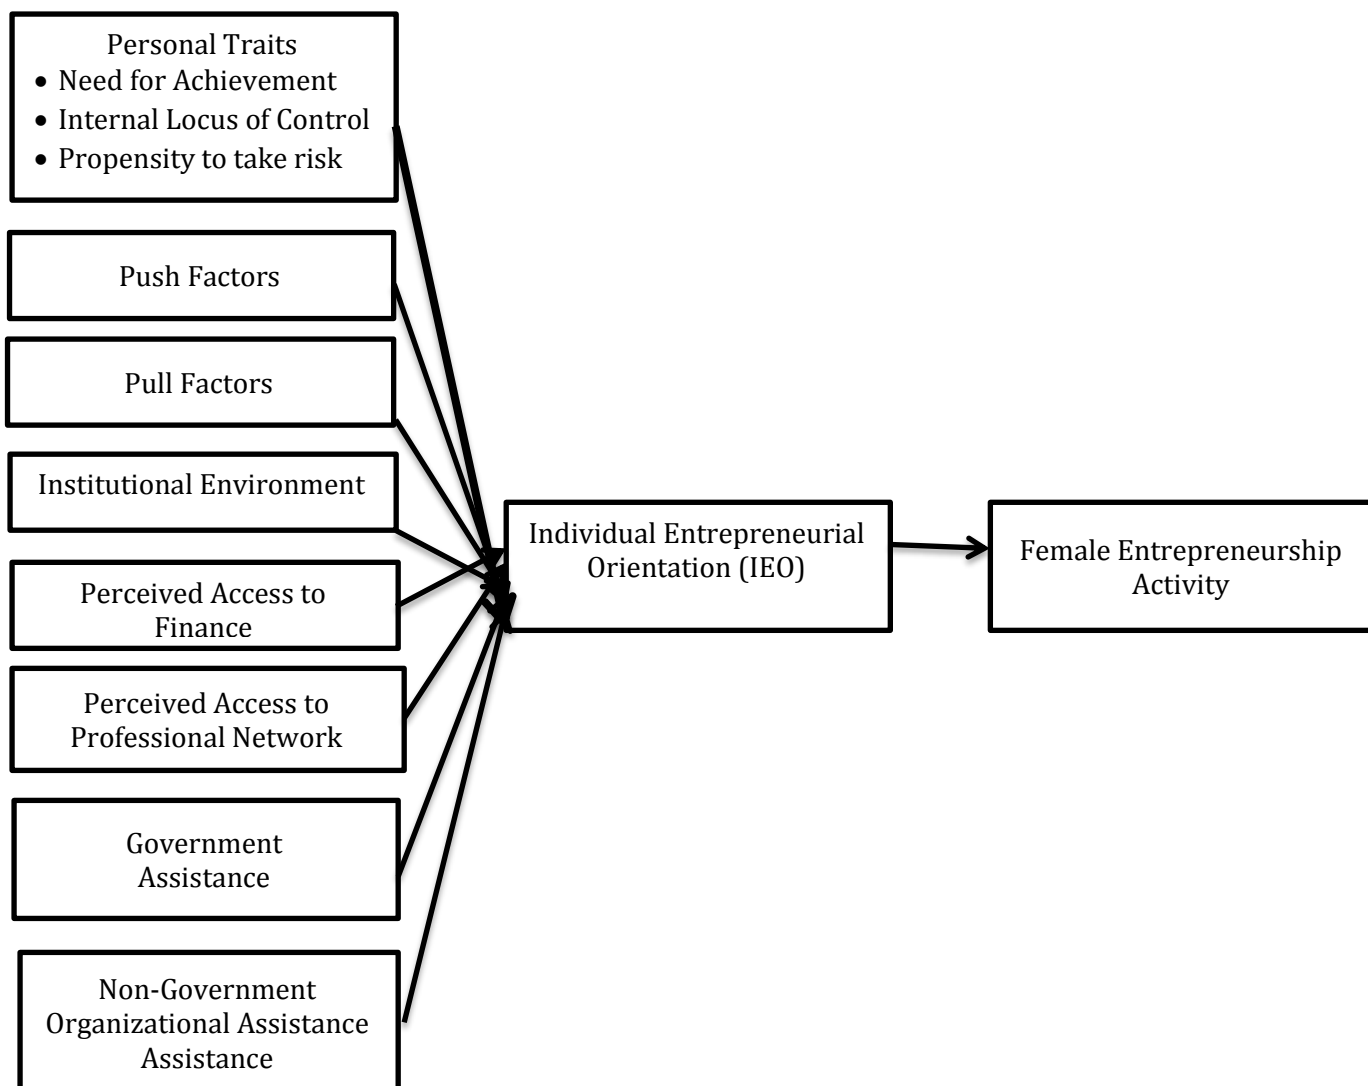 Personal Traits
• Need for Achievement
• Internal Locus of Control
• Propensity to take risk
Push Factors
Pull Factors
Institutional Environment
Perceived Access to
Finance
Perceived Access to
Professional Network
Government
Assistance
Non-Government
Organizational Assistance
Assistance
Individual Entrepreneurial
Orientation (IEO)
Female Entrepreneurship
Activity